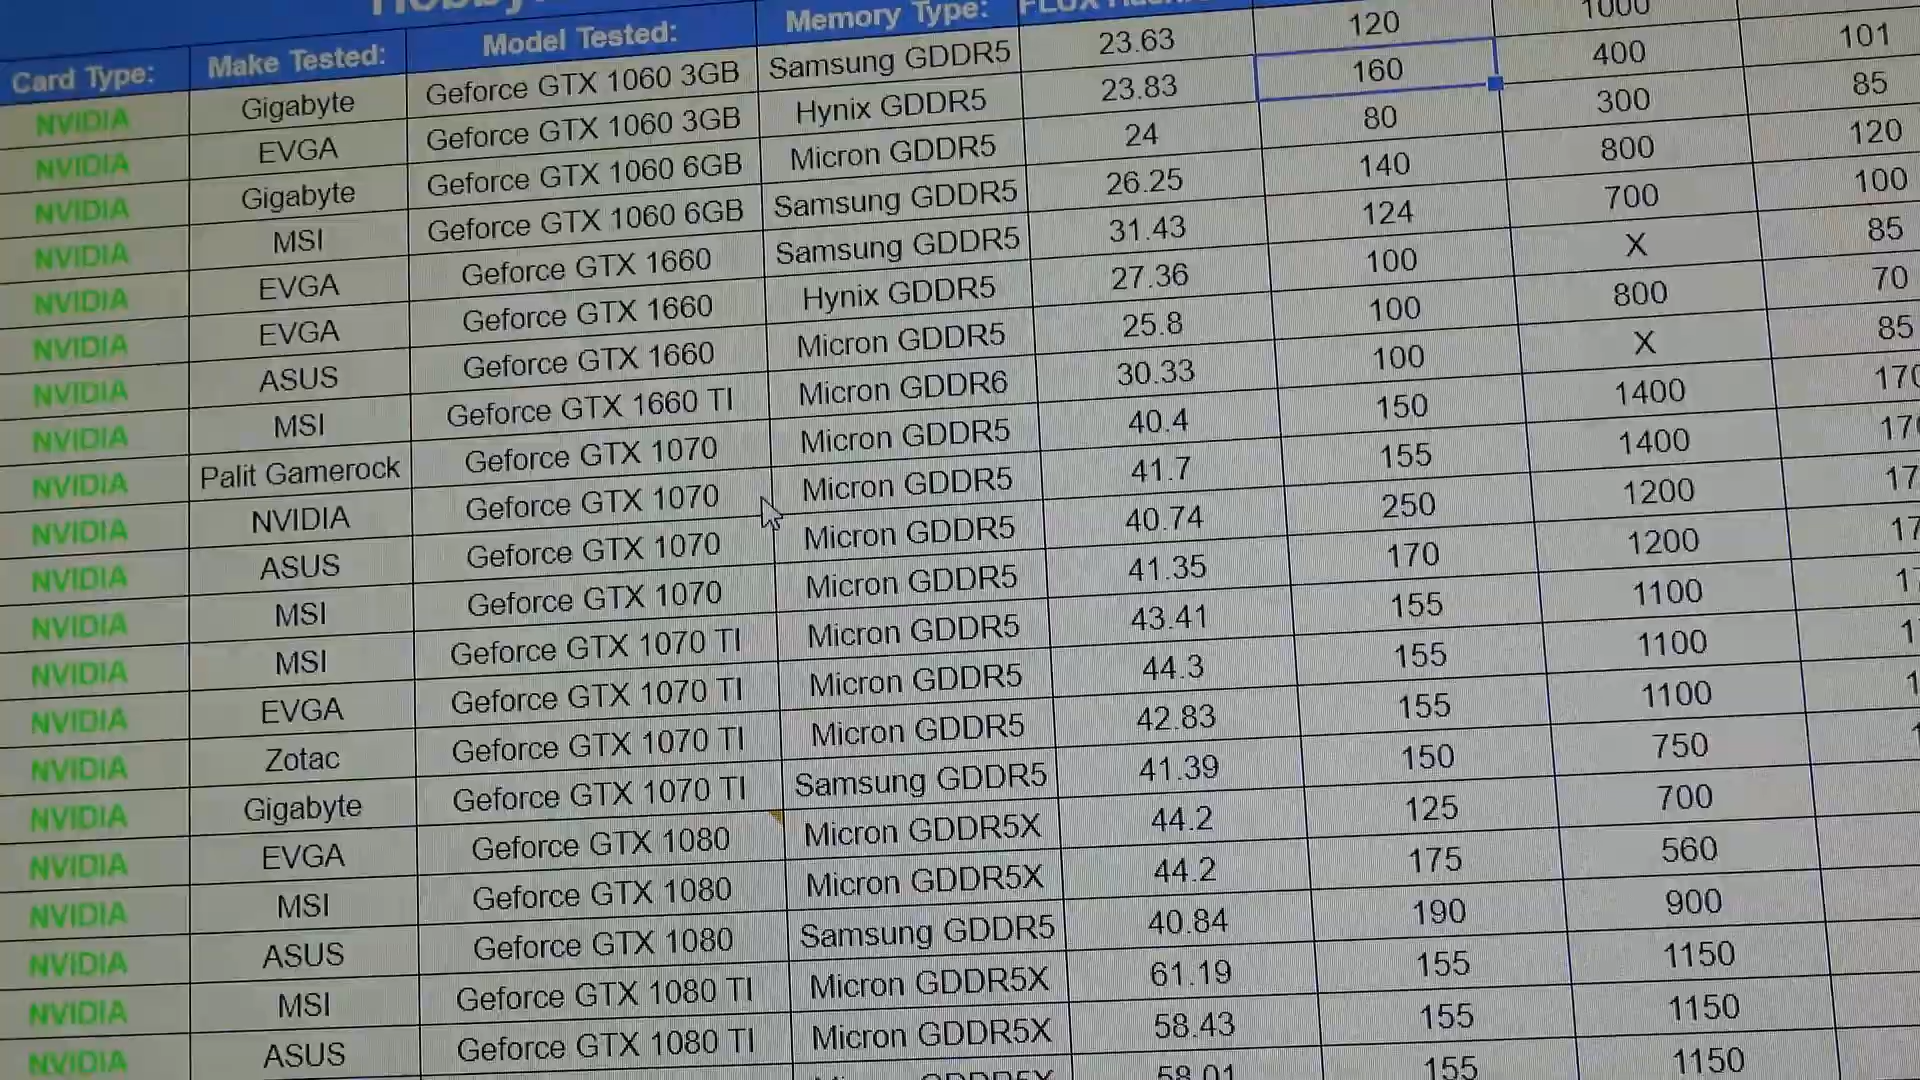 Card Type: Make Tested: Model Tested: Memory Type:
NVIDIA Gigabyte Geforce GTX 1060 3GB Samsung GDDR5 23.63 120 1000
NVIDIA EVGA Geforce GTX 1060 3GB Hynix GDDR5 23.83 160 400 101
NVIDIA Gigabyte Geforce GTX 1060 6GB Micron GDDR5 24 80 300 85
NVIDIA MSI Geforce GTX 1060 6GB Samsung GDDR5 26.25 140 800 120
NVIDIA EVGA Geforce GTX 1660 Samsung GDDR5 31.43 124 700 100
NVIDIA EVGA Geforce GTX 1660 Hynix GDDR5 27.36 100 X 85
NVIDIA ASUS Geforce GTX 1660 Micron GDDR5 25.8 100 800 70
NVIDIA MSI Geforce GTX 1660 TI Micron GDDR6 30.33 100 X 85
NVIDIA Palit Gamerock Geforce GTX 1070 Micron GDDR5 40.4 150 1400 170
NVIDIA NVIDIA Geforce GTX 1070 Micron GDDR5 41.7 155 1400
NVIDIA ASUS Geforce GTX 1070 Micron GDDR5 40.74 250 1200
NVIDIA MSI Geforce GTX 1070 Micron GDDR5 41.35 170 1200
NVIDIA MSI Geforce GTX 1070 TI Micron GDDR5 43.41 155 1100
NVIDIA EVGA Geforce GTX 1070 TI Micron GDDR5 44.3 155 1100
NVIDIA Zotac Geforce GTX 1070 TI Micron GDDR5 42.83 155 1100
NVIDIA Gigabyte Geforce GTX 1070 TI Samsung GDDR5 41.39 150 750
NVIDIA EVGA Geforce GTX 1080 Micron GDDR5X 44.2 125 700
NVIDIA MSI Geforce GTX 1080 Micron GDDR5X 44.2 175 560
NVIDIA ASUS Geforce GTX 1080 Samsung GDDR5 40.84 190 900
NVIDIA MSI Geforce GTX 1080 TI Micron GDDR5X 61.19 155 1150
NVIDIA ASUS Geforce GTX 1080 TI Micron GDDR5X 58.43 155 1150
58.01 155 1150